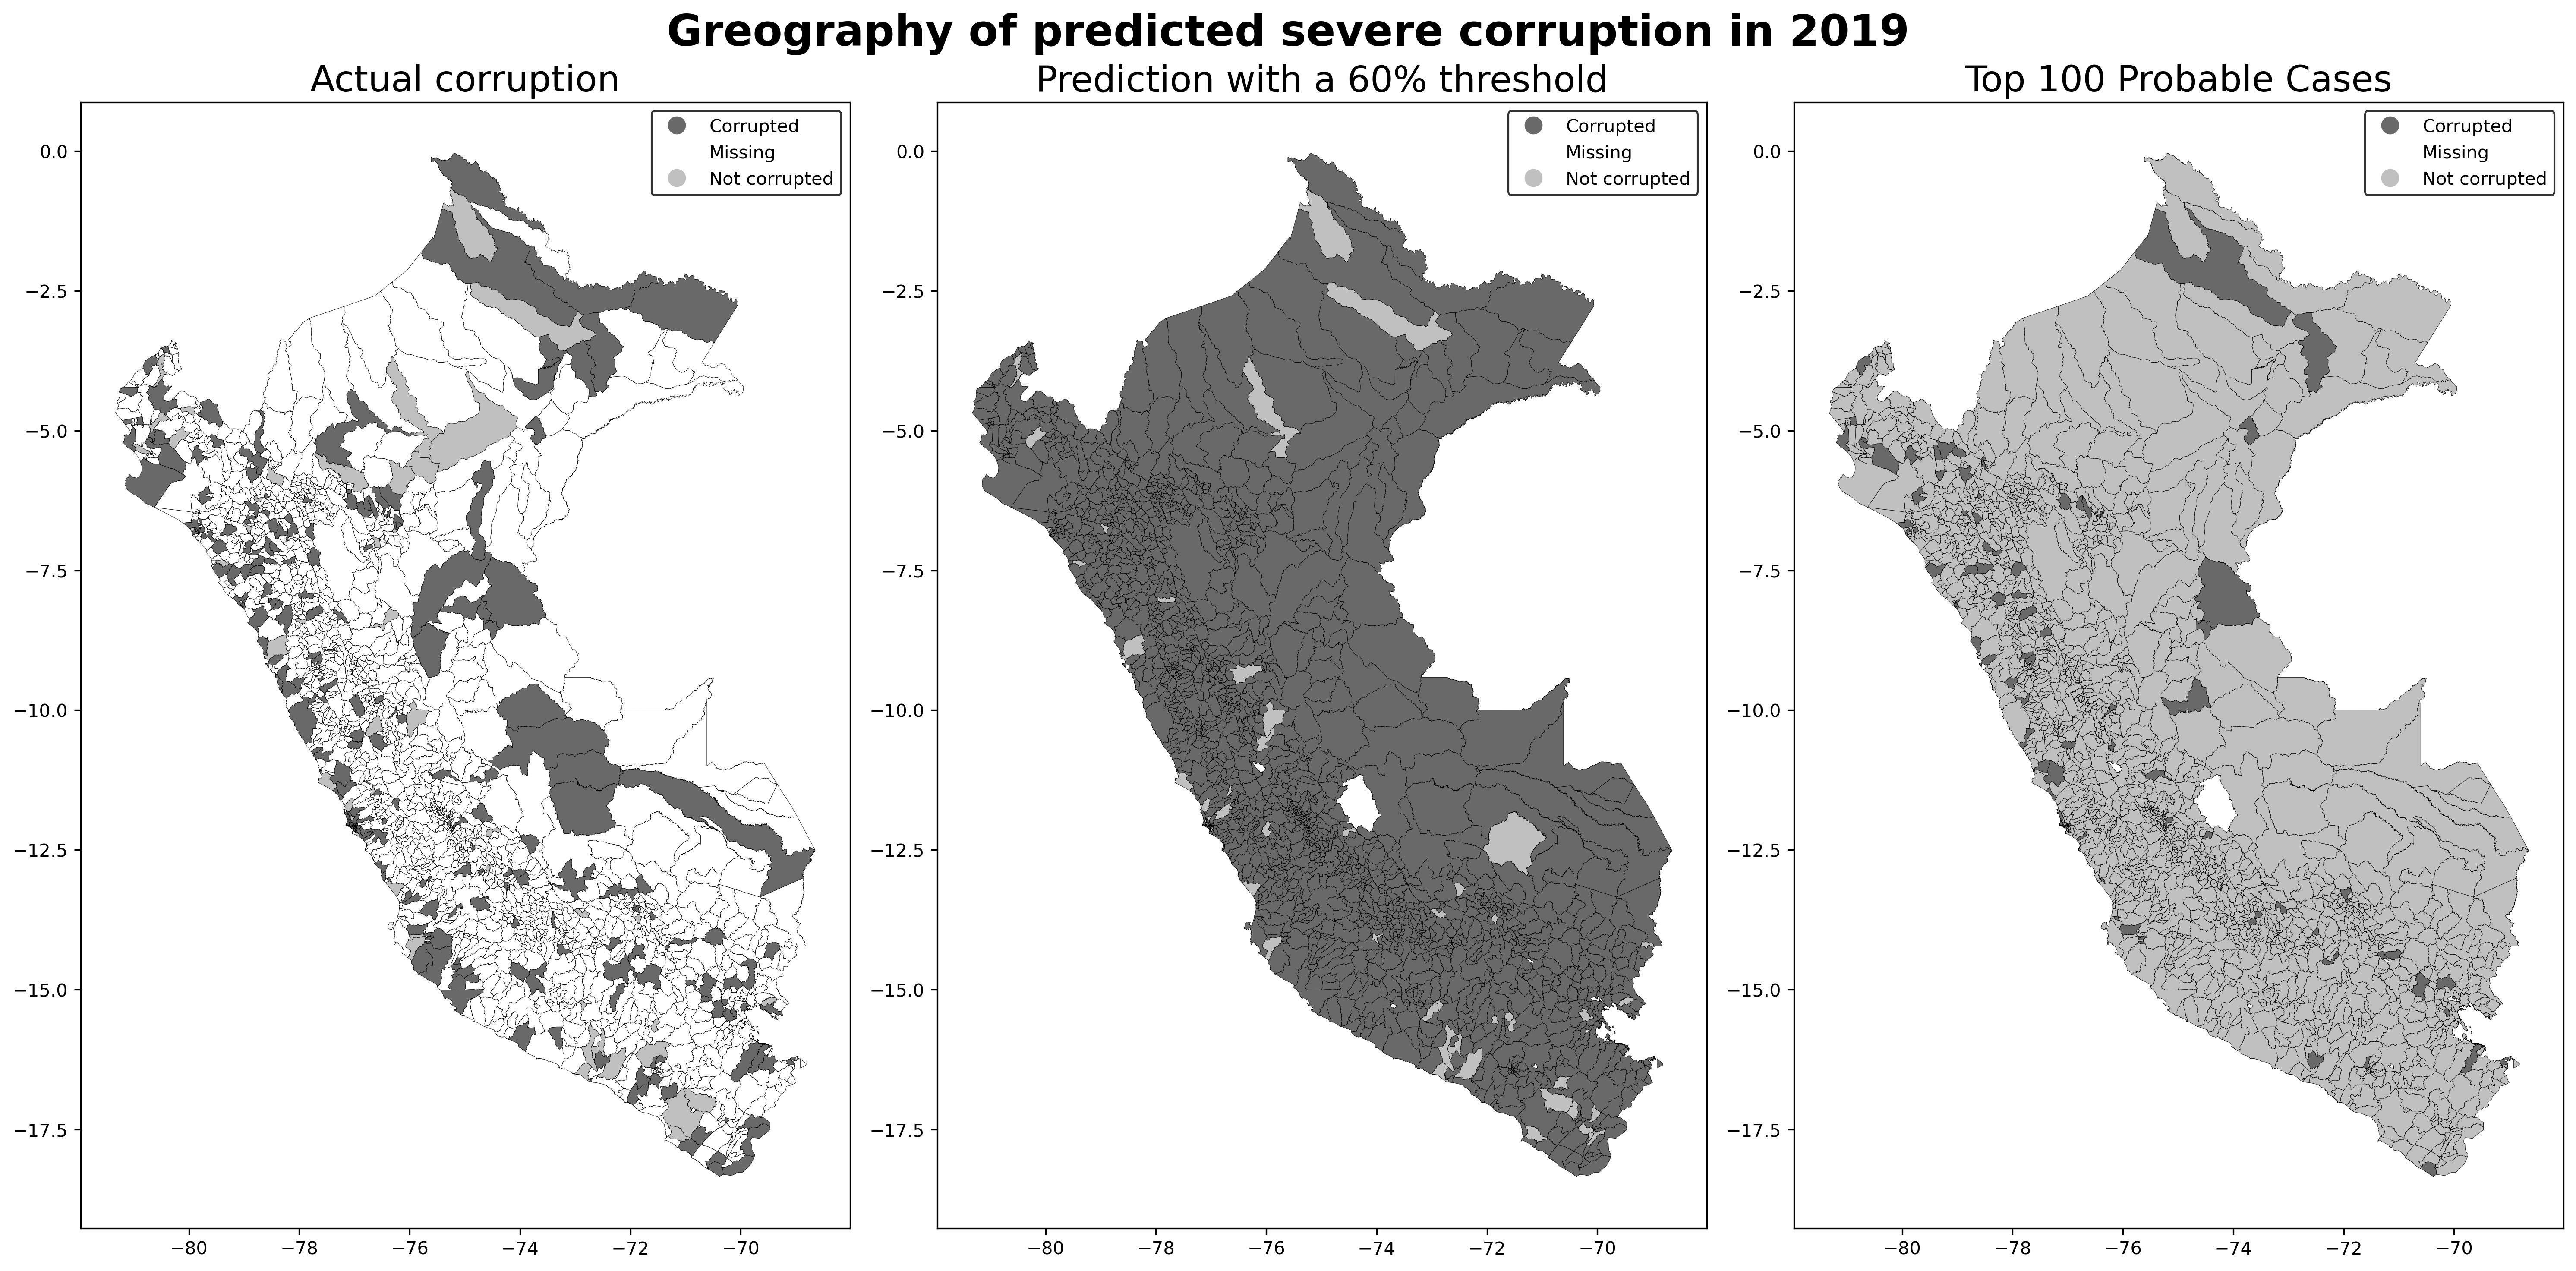 Greography of predicted severe corruption in 2019
Actual corruption
Corrupted
Missing
Not corrupted
0.0
−2.5
−5.0
−7.5
−10.0
−12.5
−15.0
−17.5
−80 −78 −76 −74 −72 −70
Prediction with a 60% threshold
Corrupted
Missing
Not corrupted
0.0
−2.5
−5.0
−7.5
−10.0
−12.5
−15.0
−17.5
−80 −78 −76 −74 −72 −70
Top 100 Probable Cases
Corrupted
Missing
Not corrupted
0.0
−2.5
−5.0
−7.5
−10.0
−12.5
−15.0
−17.5
−80 −78 −76 −74 −72 −70